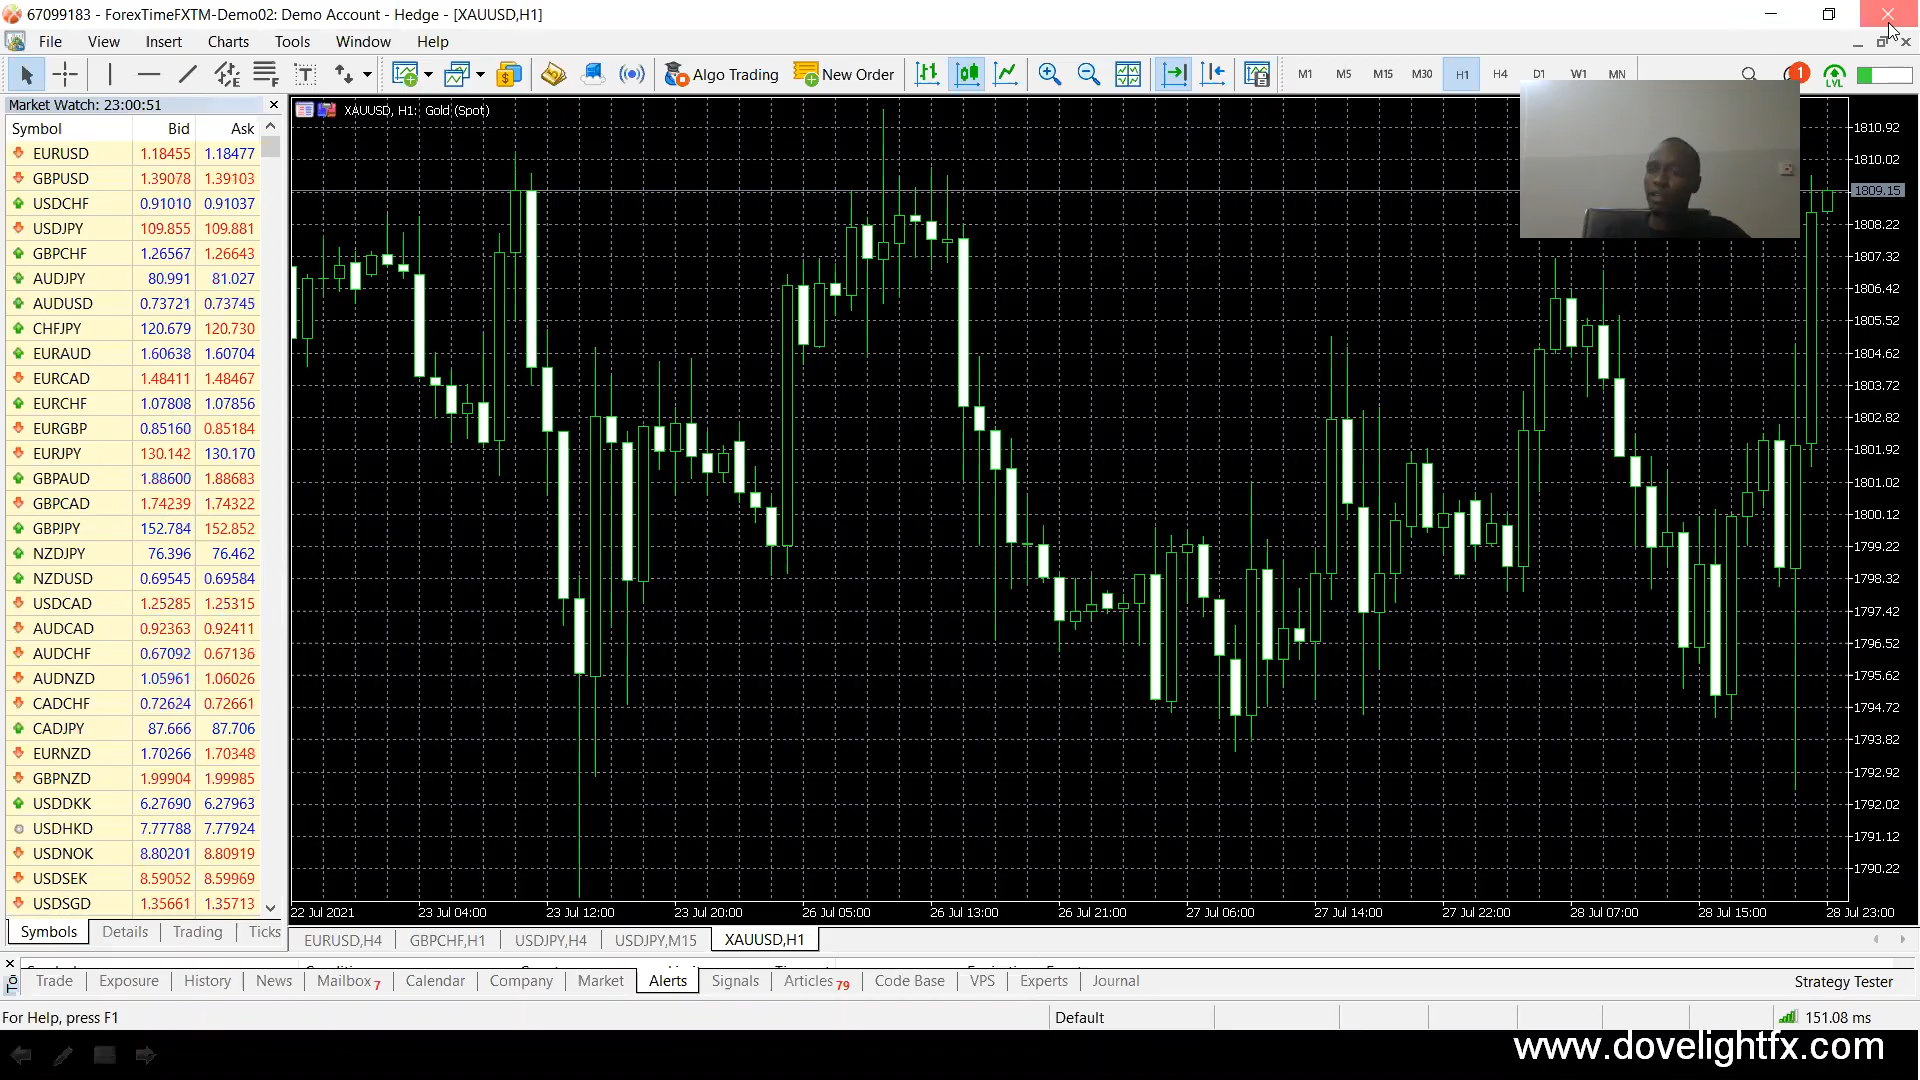 67099183 - ForexTimeFXTM-Demo02: Demo Account - Hedge - [XAUUSD,H1]
File View Insert Charts Tools Window Help
Algo Trading New Order M1 M5 M15 M30 H1 H4 D1 W1 MN 1 LVL
Market Watch: 23:00:51
Symbol Bid Ask
EURUSD 1.18455 1.18477
GBPUSD 1.39078 1.39103
USDCHF 0.91010 0.91037
USDJPY 109.855 109.881
GBPCHF 1.26567 1.26643
AUDJPY 80.991 81.027
AUDUSD 0.73721 0.73745
CHFJPY 120.679 120.730
EURAUD 1.60638 1.60704
EURCAD 1.48411 1.48467
EURCHF 1.07808 1.07856
EURGBP 0.85160 0.85184
EURJPY 130.142 130.170
GBPAUD 1.88600 1.88683
GBPCAD 1.74239 1.74322
GBPJPY 152.784 152.852
NZDJPY 76.396 76.462
NZDUSD 0.69545 0.69584
USDCAD 1.25285 1.25315
AUDCAD 0.92363 0.92411
AUDCHF 0.67092 0.67136
AUDNZD 1.05961 1.06026
CADCHF 0.72624 0.72661
CADJPY 87.666 87.706
EURNZD 1.70266 1.70348
GBPNZD 1.99904 1.99985
USDDKK 6.27690 6.27963
USDHKD 7.77788 7.77924
USDNOK 8.80201 8.80919
USDSEK 8.59052 8.59969
USDSGD 1.35661 1.35713
Symbols Details Trading Ticks
XAUUSD, H1: Gold (Spot)
1810.92
1810.02
1809.15
1808.22
1807.32
1806.42
1805.52
1804.62
1803.72
1802.82
1801.92
1801.02
1800.12
1799.22
1798.32
1797.42
1796.52
1795.62
1794.72
1793.82
1792.92
1792.02
1791.12
1790.22
22 Jul 2021 23 Jul 04:00 23 Jul 12:00 23 Jul 20:00 26 Jul 05:00 26 Jul 13:00 26 Jul 21:00 27 Jul 06:00 27 Jul 14:00 27 Jul 22:00 28 Jul 07:00 28 Jul 15:00 28 Jul 23:00
EURUSD,H4 GBPCHF,H1 USDJPY,H4 USDJPY,M15 XAUUSD,H1
Trade Exposure History News Mailbox 7 Calendar Company Market Alerts Signals Articles 79 Code Base VPS Experts Journal Strategy Tester
For Help, press F1 Default 151.08 ms
www.dovelightfx.com